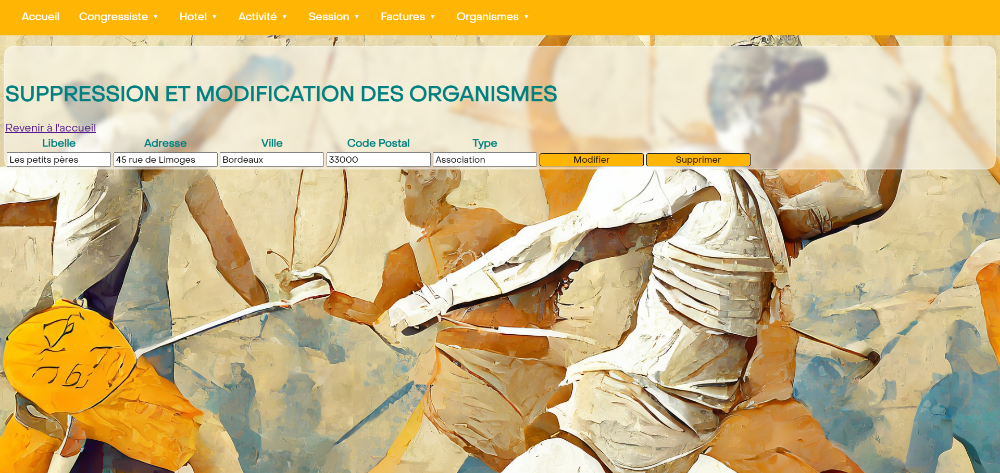 Accueil Congressiste ▼ Hotel ▼ Activité ▼ Session ▼ Factures ▼ Organismes ▼
SUPPRESSION ET MODIFICATION DES ORGANISMES
Revenir à l'accueil
Libelle Adresse Ville Code Postal Type
Les petits pères 45 rue de Limoges Bordeaux 33000 Association Modifier Supprimer